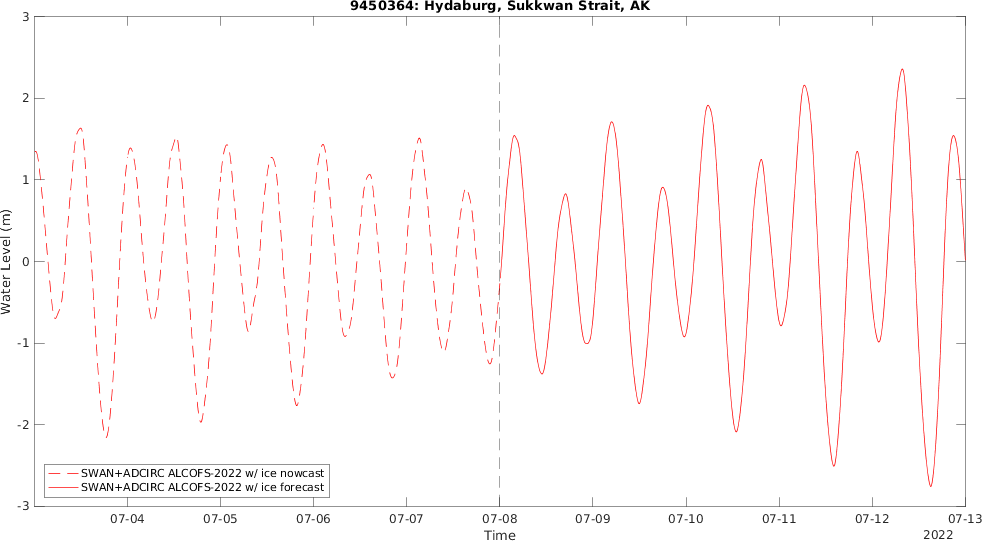 9450364: Hydaburg, Sukkwan Strait, AK
3
2
1
0
-1
-2
-3
Water Level (m)
SWAN+ADCIRC ALCOFS-2022 w/ ice nowcast
SWAN+ADCIRC ALCOFS-2022 w/ ice forecast
07-04 07-05 07-06 07-07 07-08 07-09 07-10 07-11 07-12 07-13
Time
2022